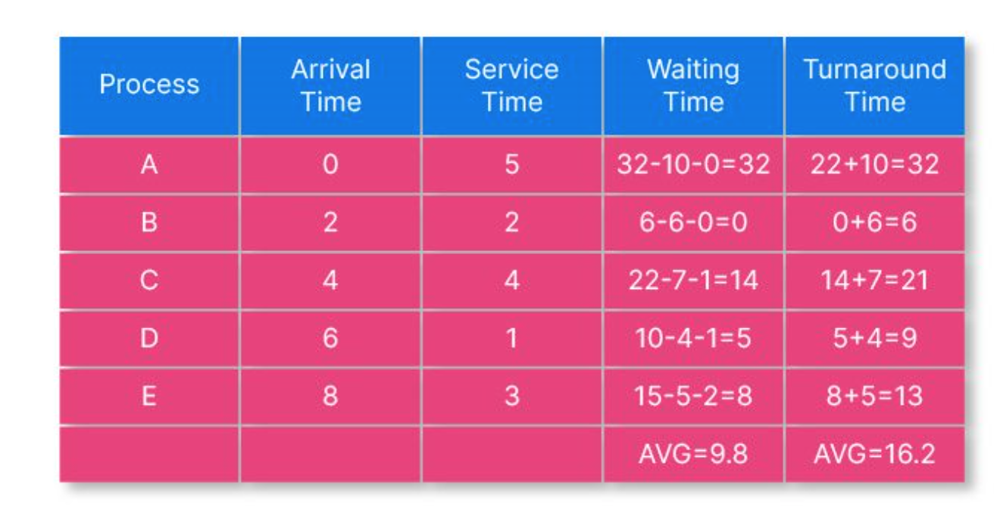 Process Arrival Time Service Time Waiting Time Turnaround Time
A 0 5 32-10-0=32 22+10=32
B 2 2 6-6-0=0 0+6=6
C 4 4 22-7-1=14 14+7=21
D 6 1 10-4-1=5 5+4=9
E 8 3 15-5-2=8 8+5=13
AVG=9.8 AVG=16.2